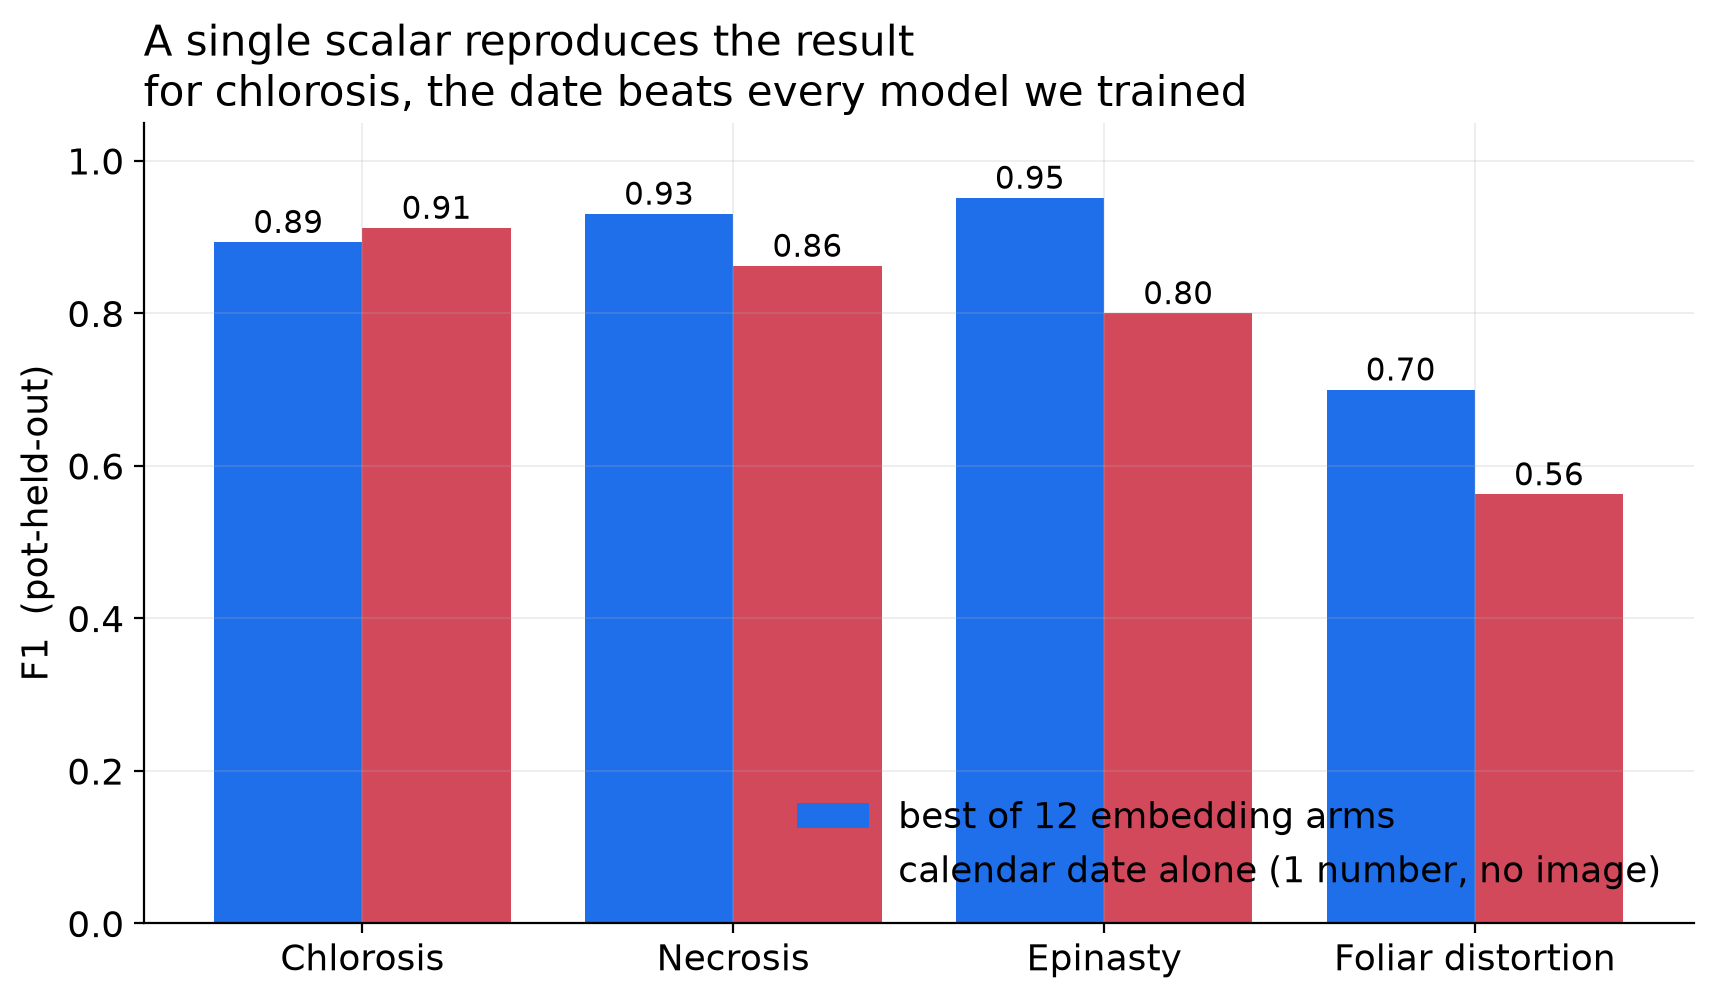 A single scalar reproduces the result
for chlorosis, the date beats every model we trained
F1 (pot-held-out)
1.0
0.8
0.6
0.4
0.2
0.0
0.89
0.91
0.93
0.86
0.95
0.80
0.70
0.56
best of 12 embedding arms
calendar date alone (1 number, no image)
Chlorosis
Necrosis
Epinasty
Foliar distortion